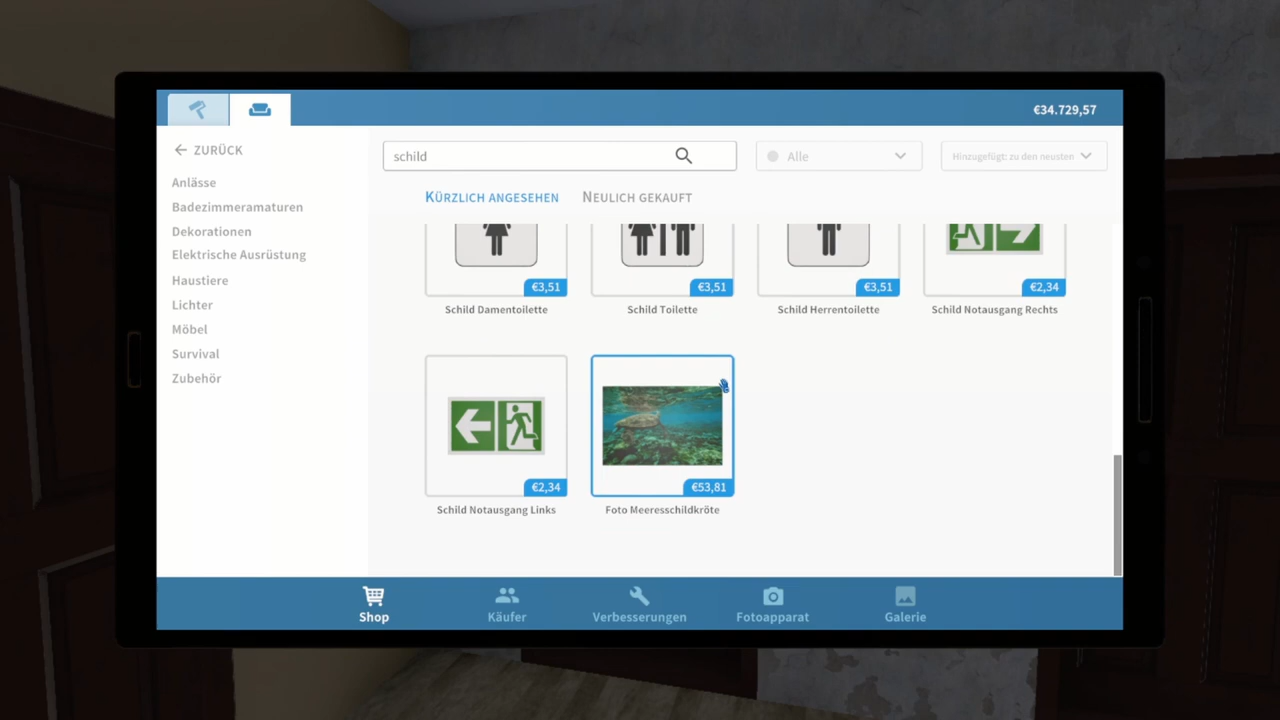 €34.729,57
ZURÜCK
schild
Alle
Hinzugefügt: zu den neusten
KÜRZLICH ANGESEHEN
NEULICH GEKAUFT
Anlässe
Badezimmeramaturen
Dekorationen
Elektrische Ausrüstung
Haustiere
Lichter
Möbel
Survival
Zubehör
€3,51
€3,51
€3,51
€2,34
Schild Damentoilette
Schild Toilette
Schild Herrentoilette
Schild Notausgang Rechts
€2,34
€53,81
Schild Notausgang Links
Foto Meeresschildkröte
Shop
Käufer
Verbesserungen
Fotoapparat
Galerie